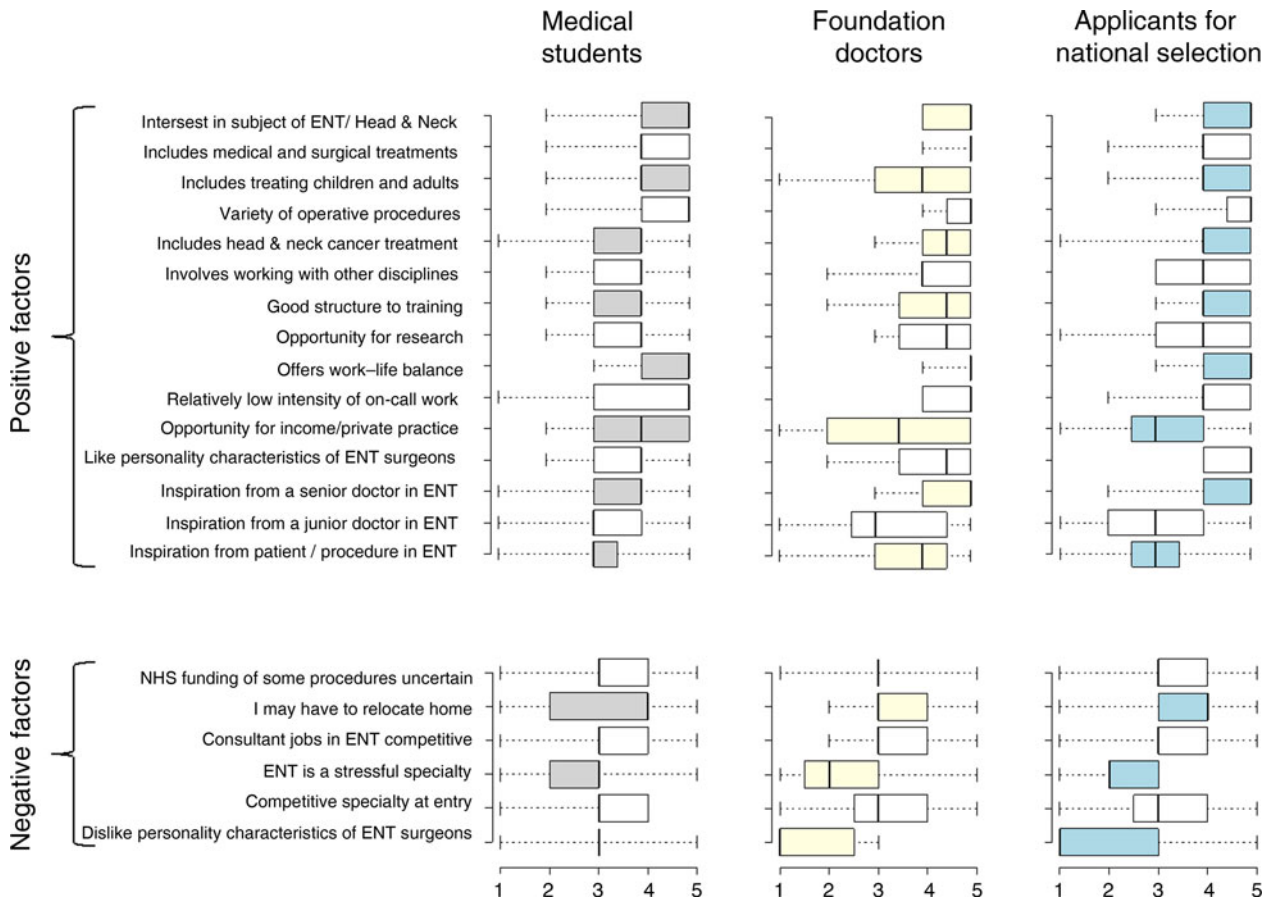 Medical
students
Foundation
doctors
Applicants for
national selection
Positive factors
Intersest in subject of ENT/ Head & Neck
Includes medical and surgical treatments
Includes treating children and adults
Variety of operative procedures
Includes head & neck cancer treatment
Involves working with other disciplines
Good structure to training
Opportunity for research
Offers work–life balance
Relatively low intensity of on-call work
Opportunity for income/private practice
Like personality characteristics of ENT surgeons
Inspiration from a senior doctor in ENT
Inspiration from a junior doctor in ENT
Inspiration from patient / procedure in ENT
Negative factors
NHS funding of some procedures uncertain
I may have to relocate home
Consultant jobs in ENT competitive
ENT is a stressful specialty
Competitive specialty at entry
Dislike personality characteristics of ENT surgeons
1 2 3 4 5
1 2 3 4 5
1 2 3 4 5